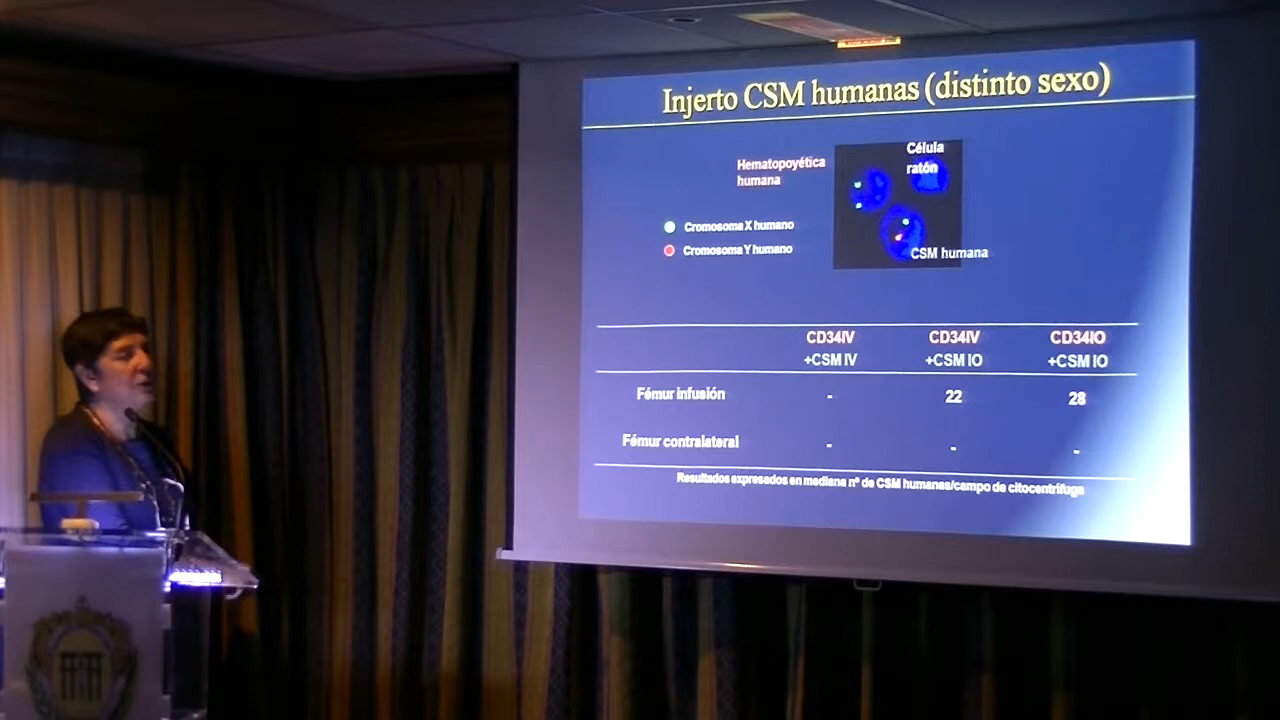 Injerto CSM humanas (distinto sexo)
Célula
ratón
Hematopoyética
humana
Cromosoma X humano
Cromosoma Y humano
CSM humana
CD34IV CD34IV CD34IO
+CSM IV +CSM IO +CSM IO
Fémur infusión - 22 28
Fémur contralateral - - -
Resultados expresados en mediana nº de CSM humanas/campo de citocentrífuga